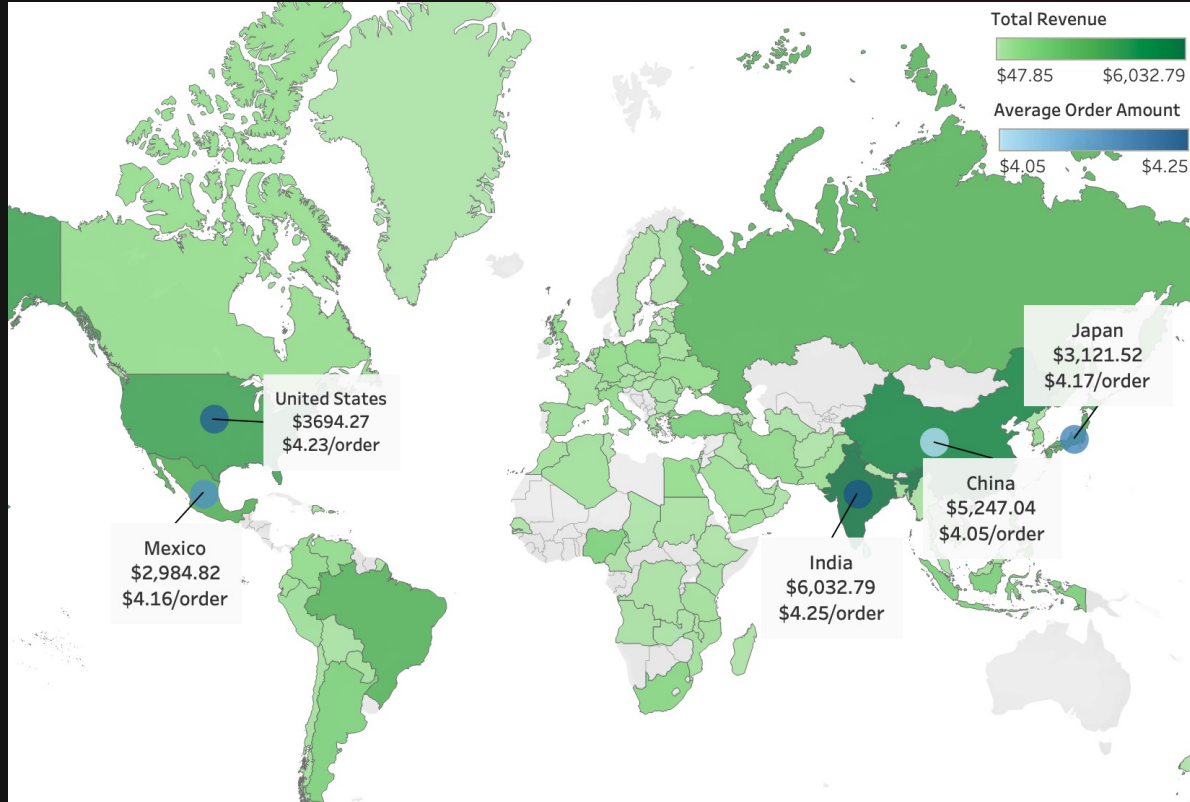 Total Revenue
$47.85 $6,032.79
Average Order Amount
$4.05 $4.25
Japan
$3,121.52
$4.17/order
United States
$3694.27
$4.23/order
China
$5,247.04
$4.05/order
Mexico
$2,984.82
$4.16/order
India
$6,032.79
$4.25/order